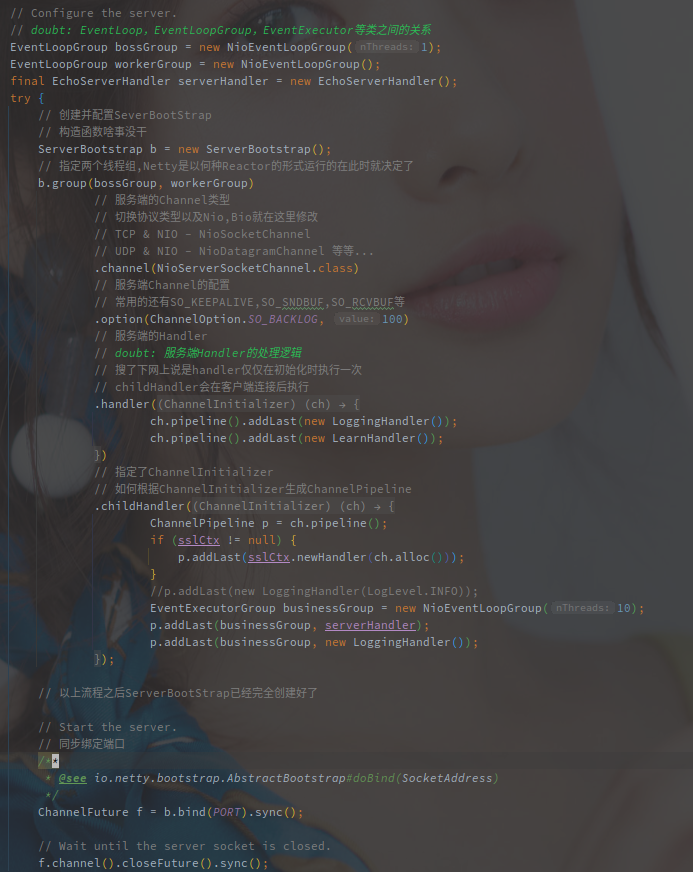 // Configure the server.
// doubt: EventLoop，EventLoopGroup，EventExecutor等类之间的关系
EventLoopGroup bossGroup = new NioEventLoopGroup( nThreads: 1);
EventLoopGroup workerGroup = new NioEventLoopGroup();
final EchoServerHandler serverHandler = new EchoServerHandler();
try {
// 创建并配置SeverBootStrap
// 构造函数啥事没干
ServerBootstrap b = new ServerBootstrap();
// 指定两个线程组,Netty是以何种Reactor的形式运行的在此时就决定了
b.group(bossGroup, workerGroup)
// 服务端的Channel类型
// 切换协议类型以及Nio,Bio就在这里修改
// TCP & NIO - NioSocketChannel
// UDP & NIO - NioDatagramChannel 等等...
.channel(NioServerSocketChannel.class)
// 服务端Channel的配置
// 常用的还有SO_KEEPALIVE,SO_SNDBUF,SO_RCVBUF等
.option(ChannelOption.SO_BACKLOG, value: 100)
// 服务端的Handler
// doubt: 服务端Handler的处理逻辑
// 搜了下网上说是handler仅仅在初始化时执行一次
// childHandler会在客户端连接后执行
.handler((ChannelInitializer) (ch) → {
ch.pipeline().addLast(new LoggingHandler());
ch.pipeline().addLast(new LearnHandler());
})
// 指定了ChannelInitializer
// 如何根据ChannelInitializer生成ChannelPipeline
.childHandler((ChannelInitializer) (ch) → {
ChannelPipeline p = ch.pipeline();
if (sslCtx != null) {
p.addLast(sslCtx.newHandler(ch.alloc()));
}
//p.addLast(new LoggingHandler(LogLevel.INFO));
EventExecutorGroup businessGroup = new NioEventLoopGroup( nThreads: 10);
p.addLast(businessGroup, serverHandler);
p.addLast(businessGroup, new LoggingHandler());
});
// 以上流程之后ServerBootStrap已经完全创建好了
// Start the server.
// 同步绑定端口
/**
* @see io.netty.bootstrap.AbstractBootstrap#doBind(SocketAddress)
*/
ChannelFuture f = b.bind(PORT).sync();
// Wait until the server socket is closed.
f.channel().closeFuture().sync();